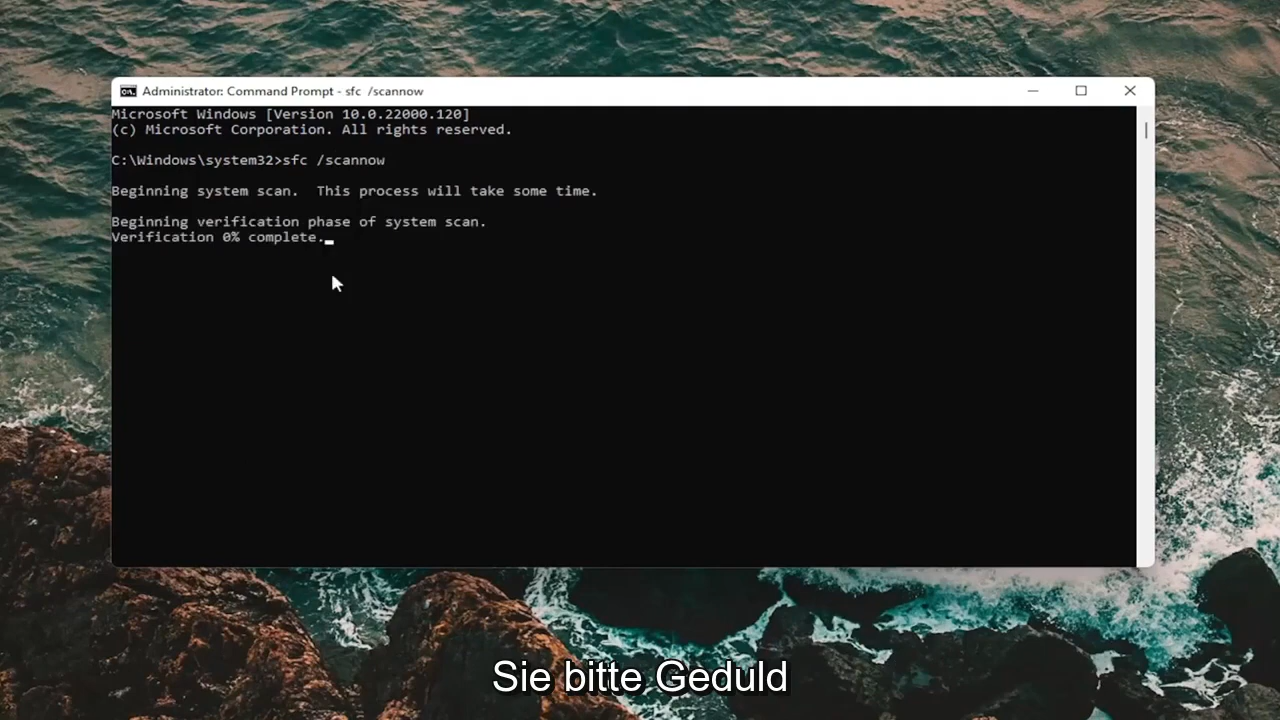 Administrator: Command Prompt - sfc  /scannow
Microsoft Windows [Version 10.0.22000.120]
(c) Microsoft Corporation. All rights reserved.
C:\Windows\system32>sfc /scannow
Beginning system scan.  This process will take some time.
Beginning verification phase of system scan.
Verification 0% complete.
Sie bitte Geduld